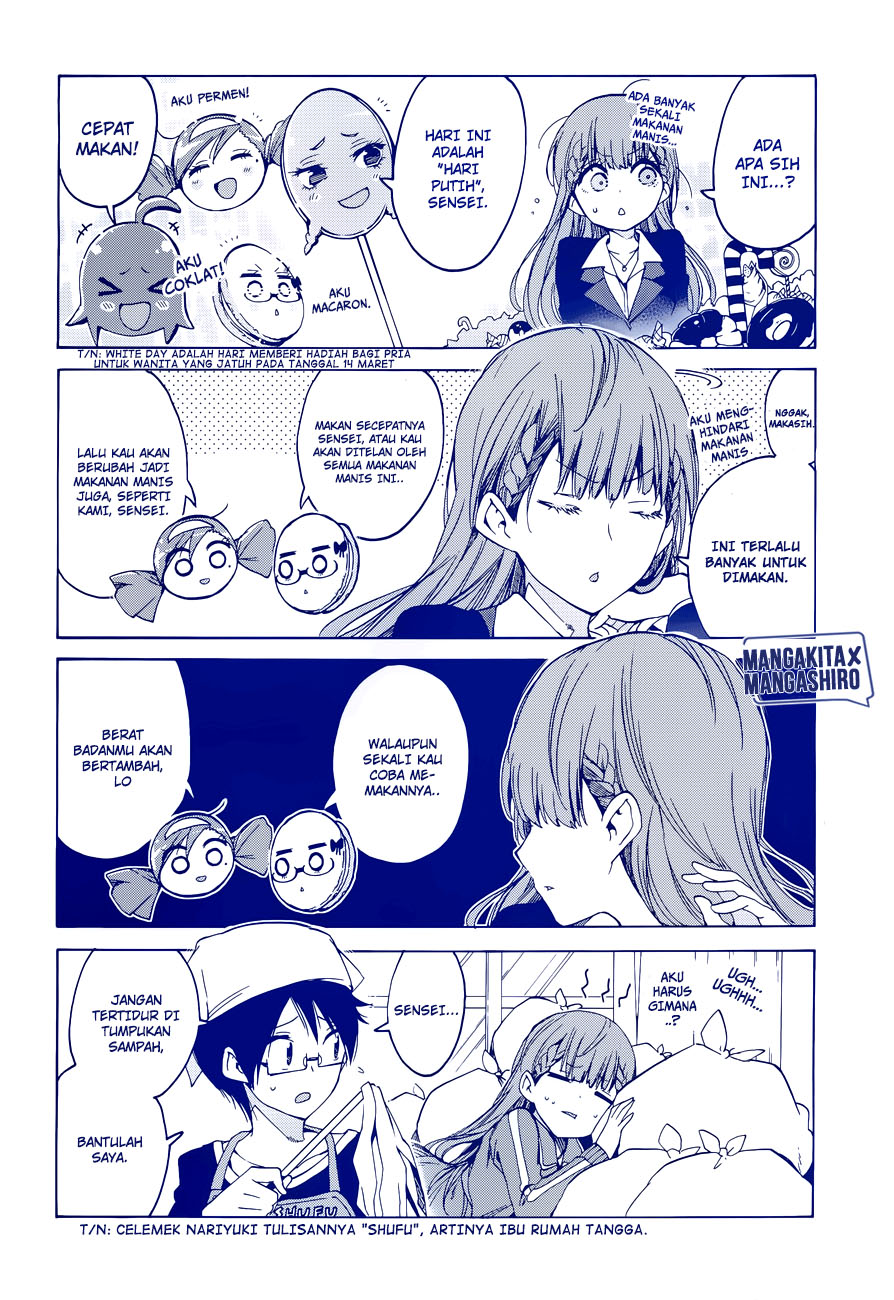 ADA
APA SIH
INI...?
ADA BANYAK
SEKALI
MAKANAN
MANIS...
HARI INI
ADALAH
"HARI
PUTIH",
SENSEI.
AKU PERMEN!
CEPAT
MAKAN!
AKU
COKLAT!
AKU
MACARON.
T/N: WHITE DAY ADALAH HARI MEMBERI HADIAH BAGI PRIA
UNTUK WANITA YANG JATUH PADA TANGGAL 14 MARET
NGGAK,
MAKASIH.
AKU MENG-
HINDARI
MAKANAN
MANIS
INI TERLALU
BANYAK UNTUK
DIMAKAN.
MAKAN SECEPATNYA
SENSEI, ATAU KAU
AKAN DITELAN OLEH
SEMUA MAKANAN
MANIS INI..
LALU KAU AKAN
BERUBAH JADI
MAKANAN MANIS
JUGA, SEPERTI
KAMI, SENSEI.
MANGAKITA X
MANGASHIRO
WALAUPUN
SEKALI KAU
COBA ME-
MAKANNYA..
BERAT
BADANMU AKAN
BERTAMBAH,
LO
UGH...
UGHHH...
AKU
HARUS
GIMANA
..?
SENSEI...
JANGAN
TERTIDUR DI
TUMPUKAN
SAMPAH,
BANTULAH
SAYA.
SHUFU
T/N: CELEMEK NARIYUKI TULISANNYA "SHUFU", ARTINYA IBU RUMAH TANGGA.